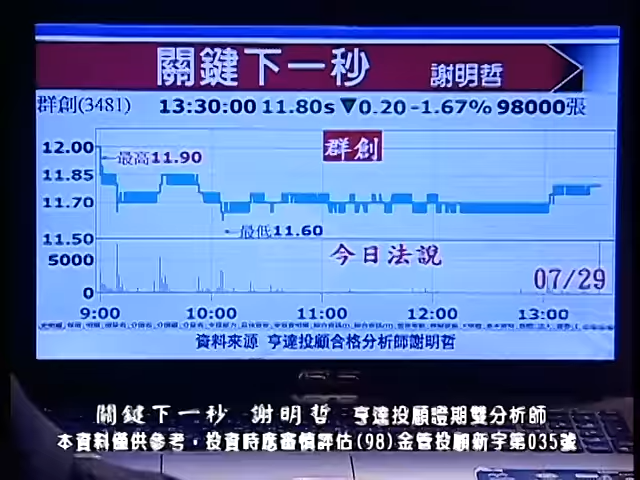 關鍵下一秒 謝明哲
群創(3481) 13:30:00 11.80s▼0.20 -1.67% 98000張
群創
12.00
最高11.90
11.85
11.70
最低11.60
11.50
今日法說
5000
07/29
0
9:00 10:00 11:00 12:00 13:00
資料來源 亨達投顧合格分析師謝明哲
ASUS
關鍵下一秒 謝明哲 亨達投顧證期雙分析師
本資料僅供參考,投資時應審慎評估(98)金管投顧新字第035號